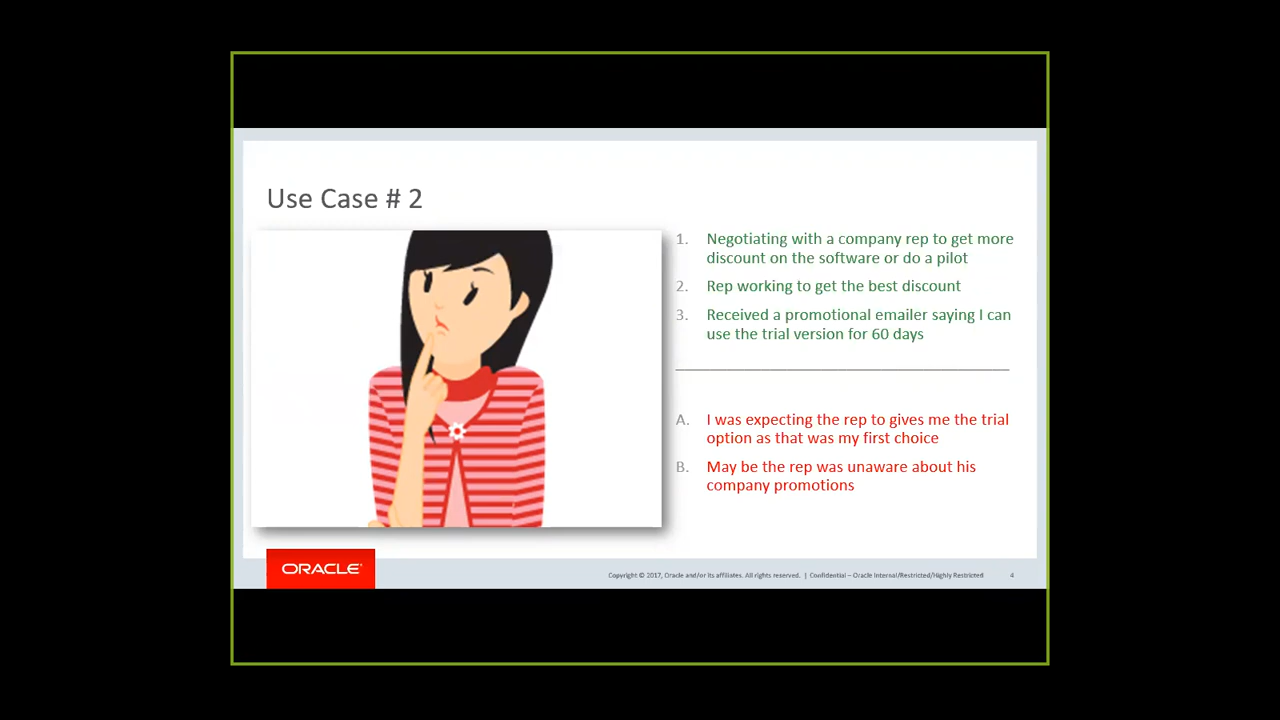 Use Case # 2
1. Negotiating with a company rep to get more
discount on the software or do a pilot
2. Rep working to get the best discount
3. Received a promotional emailer saying I can
use the trial version for 60 days
A. I was expecting the rep to gives me the trial
option as that was my first choice
B. May be the rep was unaware about his
company promotions
ORACLE
Copyright © 2017, Oracle and/or its affiliates. All rights reserved. | Confidential – Oracle Internal/Restricted/Highly Restricted 4